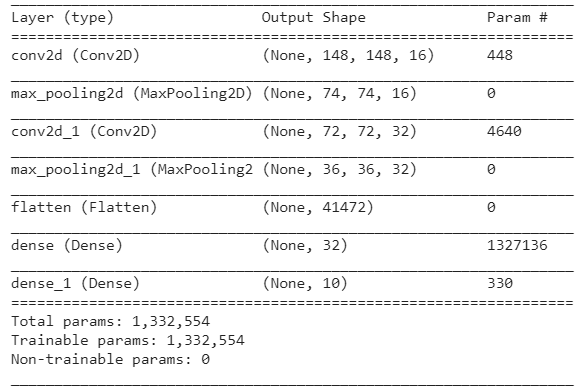 Layer (type) Output Shape Param #
=================================================================
conv2d (Conv2D) (None, 148, 148, 16) 448
_________________________________________________________________
max_pooling2d (MaxPooling2D) (None, 74, 74, 16) 0
_________________________________________________________________
conv2d_1 (Conv2D) (None, 72, 72, 32) 4640
_________________________________________________________________
max_pooling2d_1 (MaxPooling2 (None, 36, 36, 32) 0
_________________________________________________________________
flatten (Flatten) (None, 41472) 0
_________________________________________________________________
dense (Dense) (None, 32) 1327136
_________________________________________________________________
dense_1 (Dense) (None, 10) 330
=================================================================
Total params: 1,332,554
Trainable params: 1,332,554
Non-trainable params: 0
_________________________________________________________________